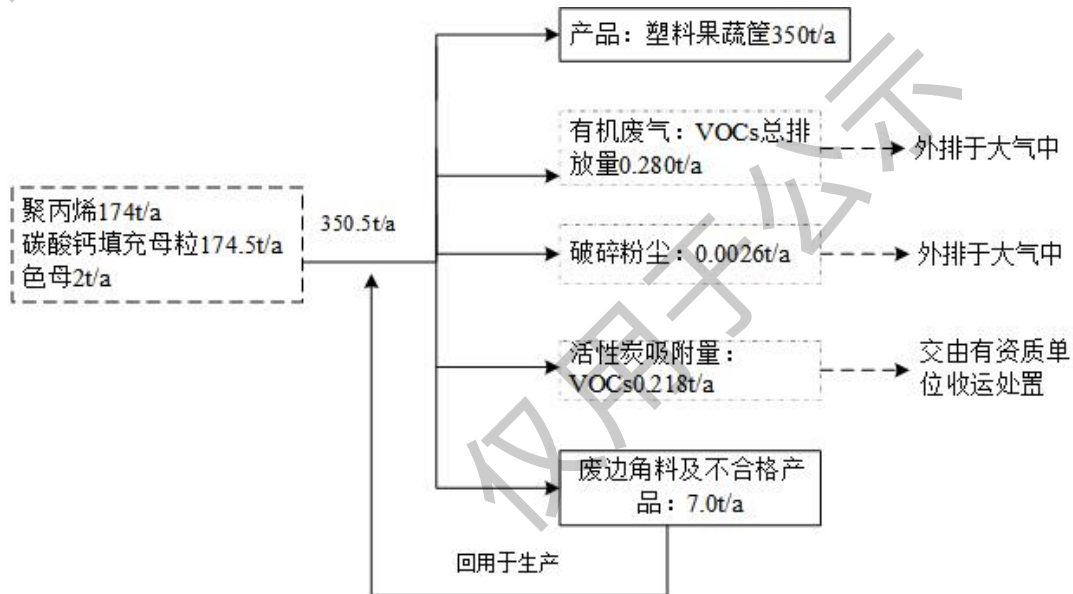 产品：塑料果蔬筐350t/a
有机废气：VOCs总排
放量0.280t/a
外排于大气中
聚丙烯174t/a
碳酸钙填充母粒174.5t/a
色母2t/a
350.5t/a
破碎粉尘：0.0026t/a
外排于大气中
活性炭吸附量：
VOCs0.218t/a
交由有资质单
位收运处置
废边角料及不合格产
品：7.0t/a
回用于生产
仅用于公示